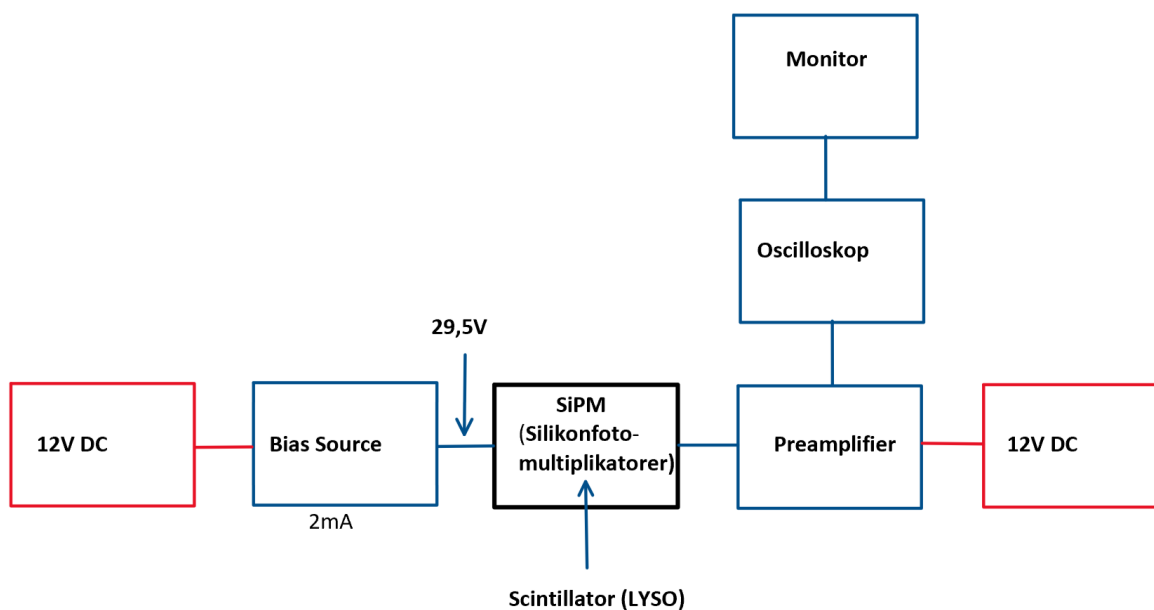 Monitor
Oscilloskop
29,5V
12V DC
Bias Source
2mA
SiPM
(Silikonfoto-
multiplikatorer)
Preamplifier
12V DC
Scintillator (LYSO)